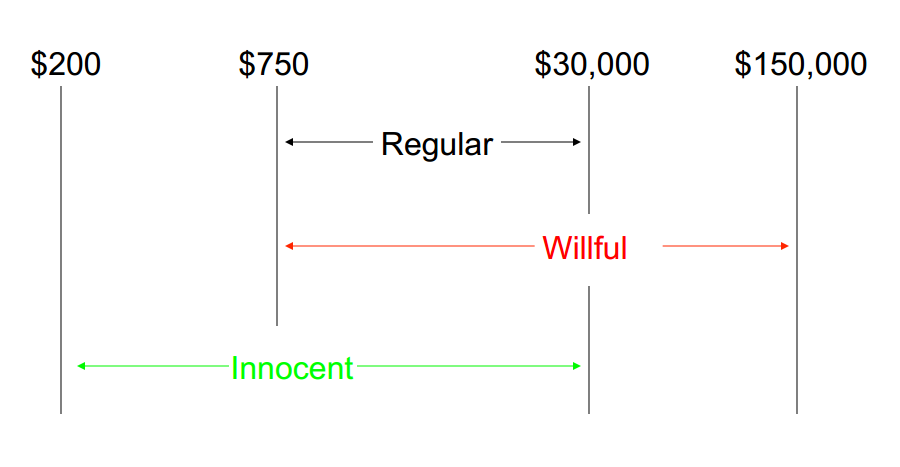 $200 $750 $30,000 $150,000
Regular
Willful
Innocent